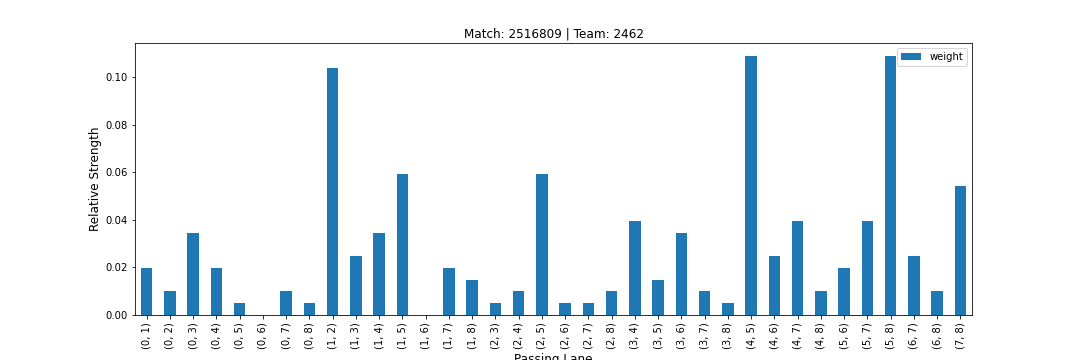 Match: 2516809 | Team: 2462
weight
Relative Strength
0.10
0.08
0.06
0.04
0.02
0.00
(0, 1) (0, 2) (0, 3) (0, 4) (0, 5) (0, 6) (0, 7) (0, 8) (1, 2) (1, 3) (1, 4) (1, 5) (1, 6) (1, 7) (1, 8) (2, 3) (2, 4) (2, 5) (2, 6) (2, 7) (2, 8) (3, 4) (3, 5) (3, 6) (3, 7) (3, 8) (4, 5) (4, 6) (4, 7) (4, 8) (5, 6) (5, 7) (5, 8) (6, 7) (6, 8) (7, 8)
Passing Lane